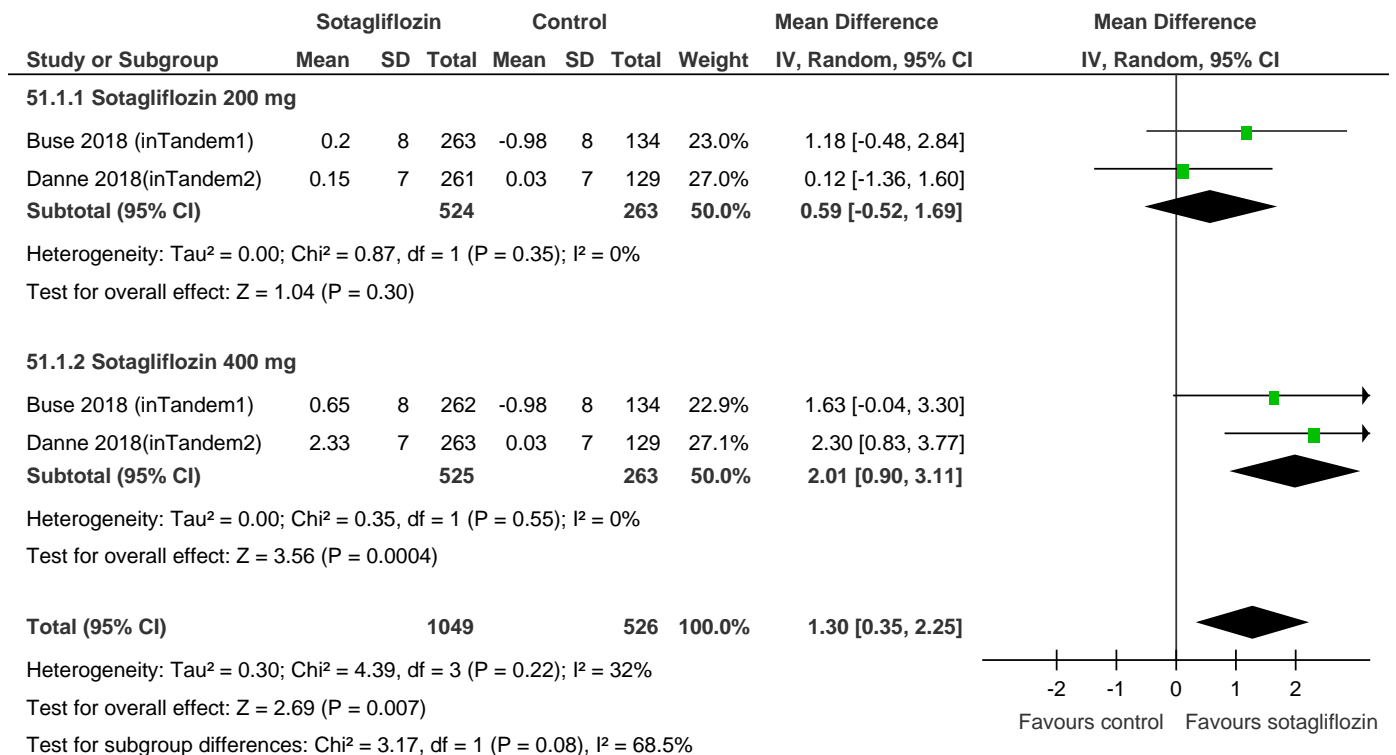 Sotagliflozin Control Mean Difference Mean Difference
Study or Subgroup Mean SD Total Mean SD Total Weight IV, Random, 95% CI IV, Random, 95% CI
51.1.1 Sotagliflozin 200 mg
Buse 2018 (inTandem1) 0.2 8 263 -0.98 8 134 23.0% 1.18 [-0.48, 2.84]
Danne 2018(inTandem2) 0.15 7 261 0.03 7 129 27.0% 0.12 [-1.36, 1.60]
Subtotal (95% CI) 524 263 50.0% 0.59 [-0.52, 1.69]
Heterogeneity: Tau² = 0.00; Chi² = 0.87, df = 1 (P = 0.35); I² = 0%
Test for overall effect: Z = 1.04 (P = 0.30)
51.1.2 Sotagliflozin 400 mg
Buse 2018 (inTandem1) 0.65 8 262 -0.98 8 134 22.9% 1.63 [-0.04, 3.30]
Danne 2018(inTandem2) 2.33 7 263 0.03 7 129 27.1% 2.30 [0.83, 3.77]
Subtotal (95% CI) 525 263 50.0% 2.01 [0.90, 3.11]
Heterogeneity: Tau² = 0.00; Chi² = 0.35, df = 1 (P = 0.55); I² = 0%
Test for overall effect: Z = 3.56 (P = 0.0004)
Total (95% CI) 1049 526 100.0% 1.30 [0.35, 2.25]
Heterogeneity: Tau² = 0.30; Chi² = 4.39, df = 3 (P = 0.22); I² = 32%
Test for overall effect: Z = 2.69 (P = 0.007)
Test for subgroup differences: Chi² = 3.17, df = 1 (P = 0.08), I² = 68.5%
-2 -1 0 1 2
Favours control Favours sotagliflozin